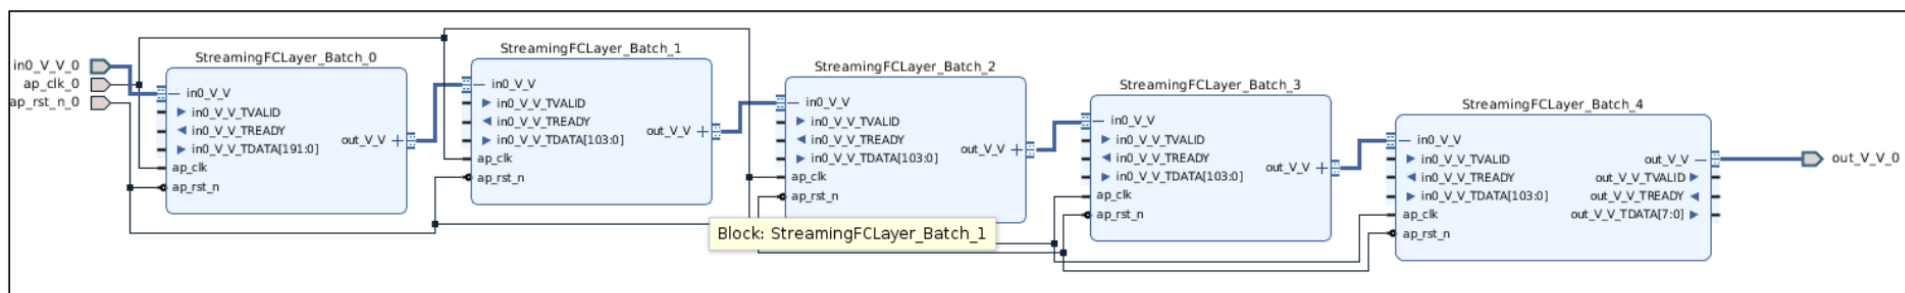 in0_V_V_0
ap_clk_0
ap_rst_n_0
StreamingFCLayer_Batch_0
in0_V_V
in0_V_V_TVALID
in0_V_V_TREADY
in0_V_V_TDATA[191:0]
ap_clk
ap_rst_n
out_V_V
StreamingFCLayer_Batch_1
in0_V_V
in0_V_V_TVALID
in0_V_V_TREADY
in0_V_V_TDATA[103:0]
ap_clk
ap_rst_n
out_V_V
StreamingFCLayer_Batch_2
in0_V_V
in0_V_V_TVALID
in0_V_V_TREADY
in0_V_V_TDATA[103:0]
ap_clk
ap_rst_n
out_V_V
Block: StreamingFCLayer_Batch_1
StreamingFCLayer_Batch_3
in0_V_V
in0_V_V_TVALID
in0_V_V_TREADY
in0_V_V_TDATA[103:0]
ap_clk
ap_rst_n
out_V_V
StreamingFCLayer_Batch_4
in0_V_V
in0_V_V_TVALID
in0_V_V_TREADY
in0_V_V_TDATA[103:0]
ap_clk
ap_rst_n
out_V_V
out_V_V_TVALID
out_V_V_TREADY
out_V_V_TDATA[7:0]
out_V_V_0